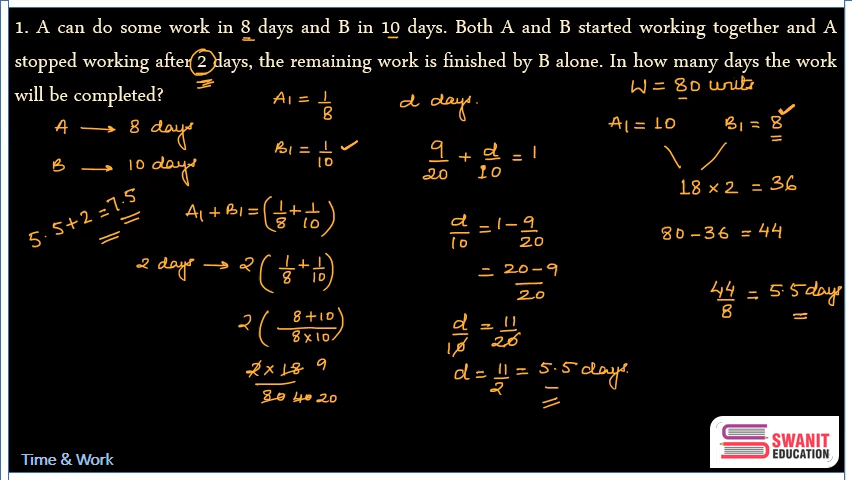 1. A can do some work in 8 days and B in 10 days. Both A and B started working together and A
stopped working after 2 days, the remaining work is finished by B alone. In how many days the work
will be completed?
A → 8 days
B → 10 days
5.5+2=7.5
A1 = 1/8
B1 = 1/10
A1 + B1 = (1/8 + 1/10)
2 days → 2 (1/8 + 1/10)
2 (8+10 / 8×10)
2 × 18 9
80 40 20
d days.
9/20 + d/10 = 1
d/10 = 1 - 9/20
= 20-9 / 20
d/10 = 11/20
d = 11/2 = 5.5 days.
W = 80 units
A1 = 10 B1 = 8
18 × 2 = 36
80 - 36 = 44
44/8 = 5.5 days
Time & Work
SWANIT
EDUCATION